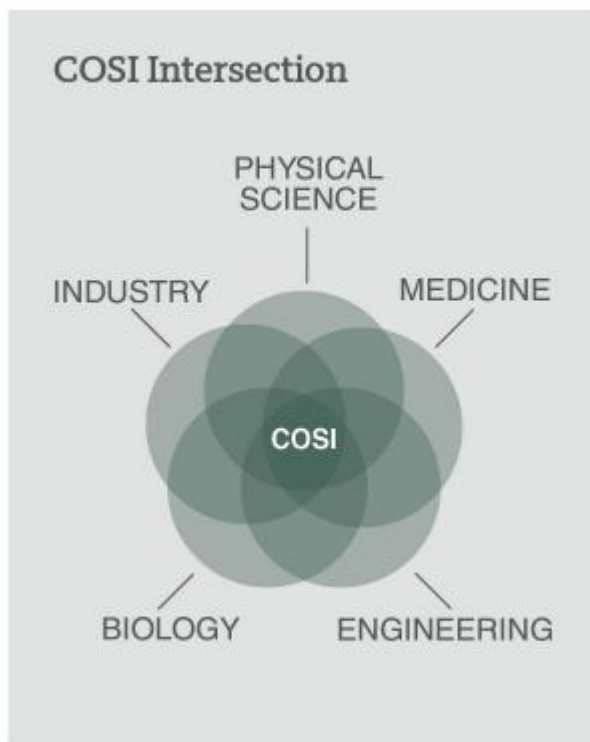 COSI Intersection
PHYSICAL
SCIENCE
INDUSTRY
MEDICINE
COSI
BIOLOGY
ENGINEERING